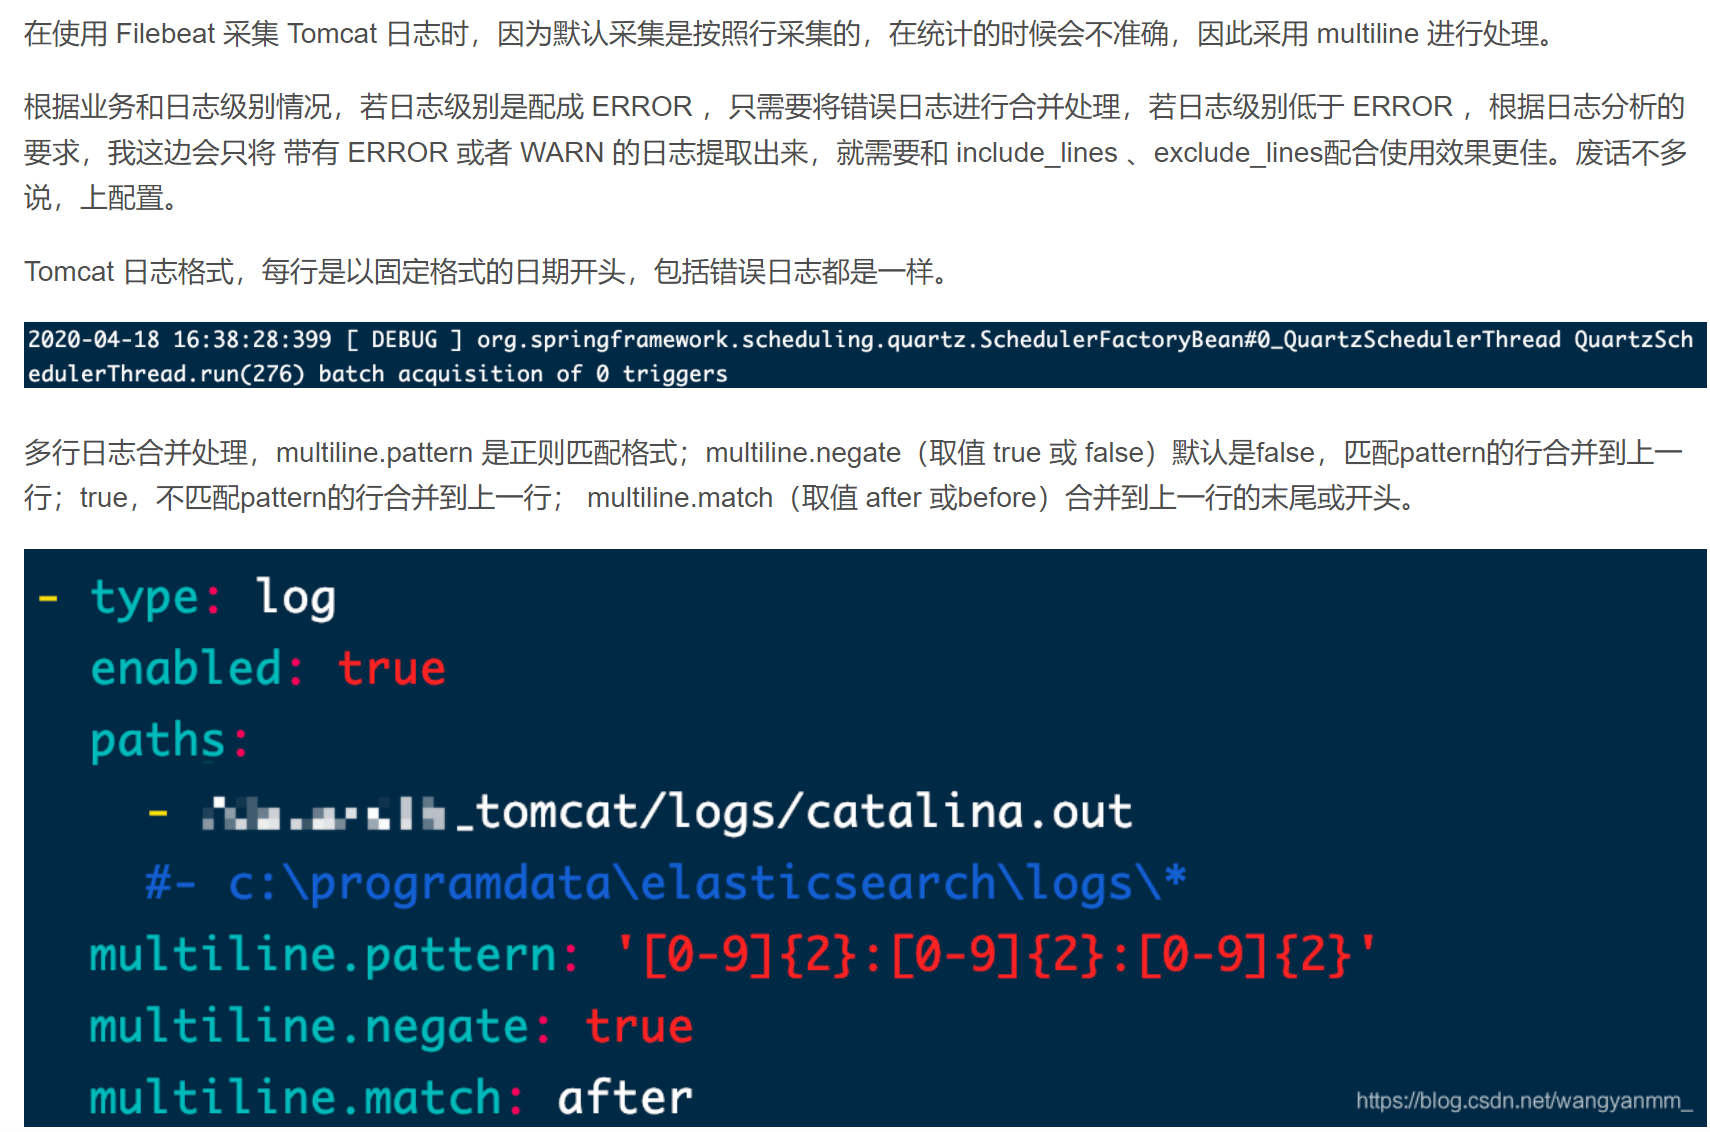 在使用 Filebeat 采集 Tomcat 日志时，因为默认采集是按照行采集的，在统计的时候会不准确，因此采用 multiline 进行处理。
根据业务和日志级别情况，若日志级别是配成 ERROR ，只需要将错误日志进行合并处理，若日志级别低于 ERROR ，根据日志分析的
要求，我这边会只将 带有 ERROR 或者 WARN 的日志提取出来，就需要和 include_lines 、exclude_lines配合使用效果更佳。废话不多
说，上配置。
Tomcat 日志格式，每行是以固定格式的日期开头，包括错误日志都是一样。
2020-04-18 16:38:28:399 [ DEBUG ] org.springframework.scheduling.quartz.SchedulerFactoryBean#0_QuartzSchedulerThread QuartzSch
edulerThread.run(276) batch acquisition of 0 triggers
多行日志合并处理，multiline.pattern 是正则匹配格式；multiline.negate（取值 true 或 false）默认是false，匹配pattern的行合并到上一
行；true，不匹配pattern的行合并到上一行； multiline.match（取值 after 或before）合并到上一行的末尾或开头。
- type: log
enabled: true
paths:
- _tomcat/logs/catalina.out
#- c:\programdata\elasticsearch\logs\*
multiline.pattern: '[0-9]{2}:[0-9]{2}:[0-9]{2}'
multiline.negate: true
multiline.match: after
https://blog.csdn.net/wangyanmm_